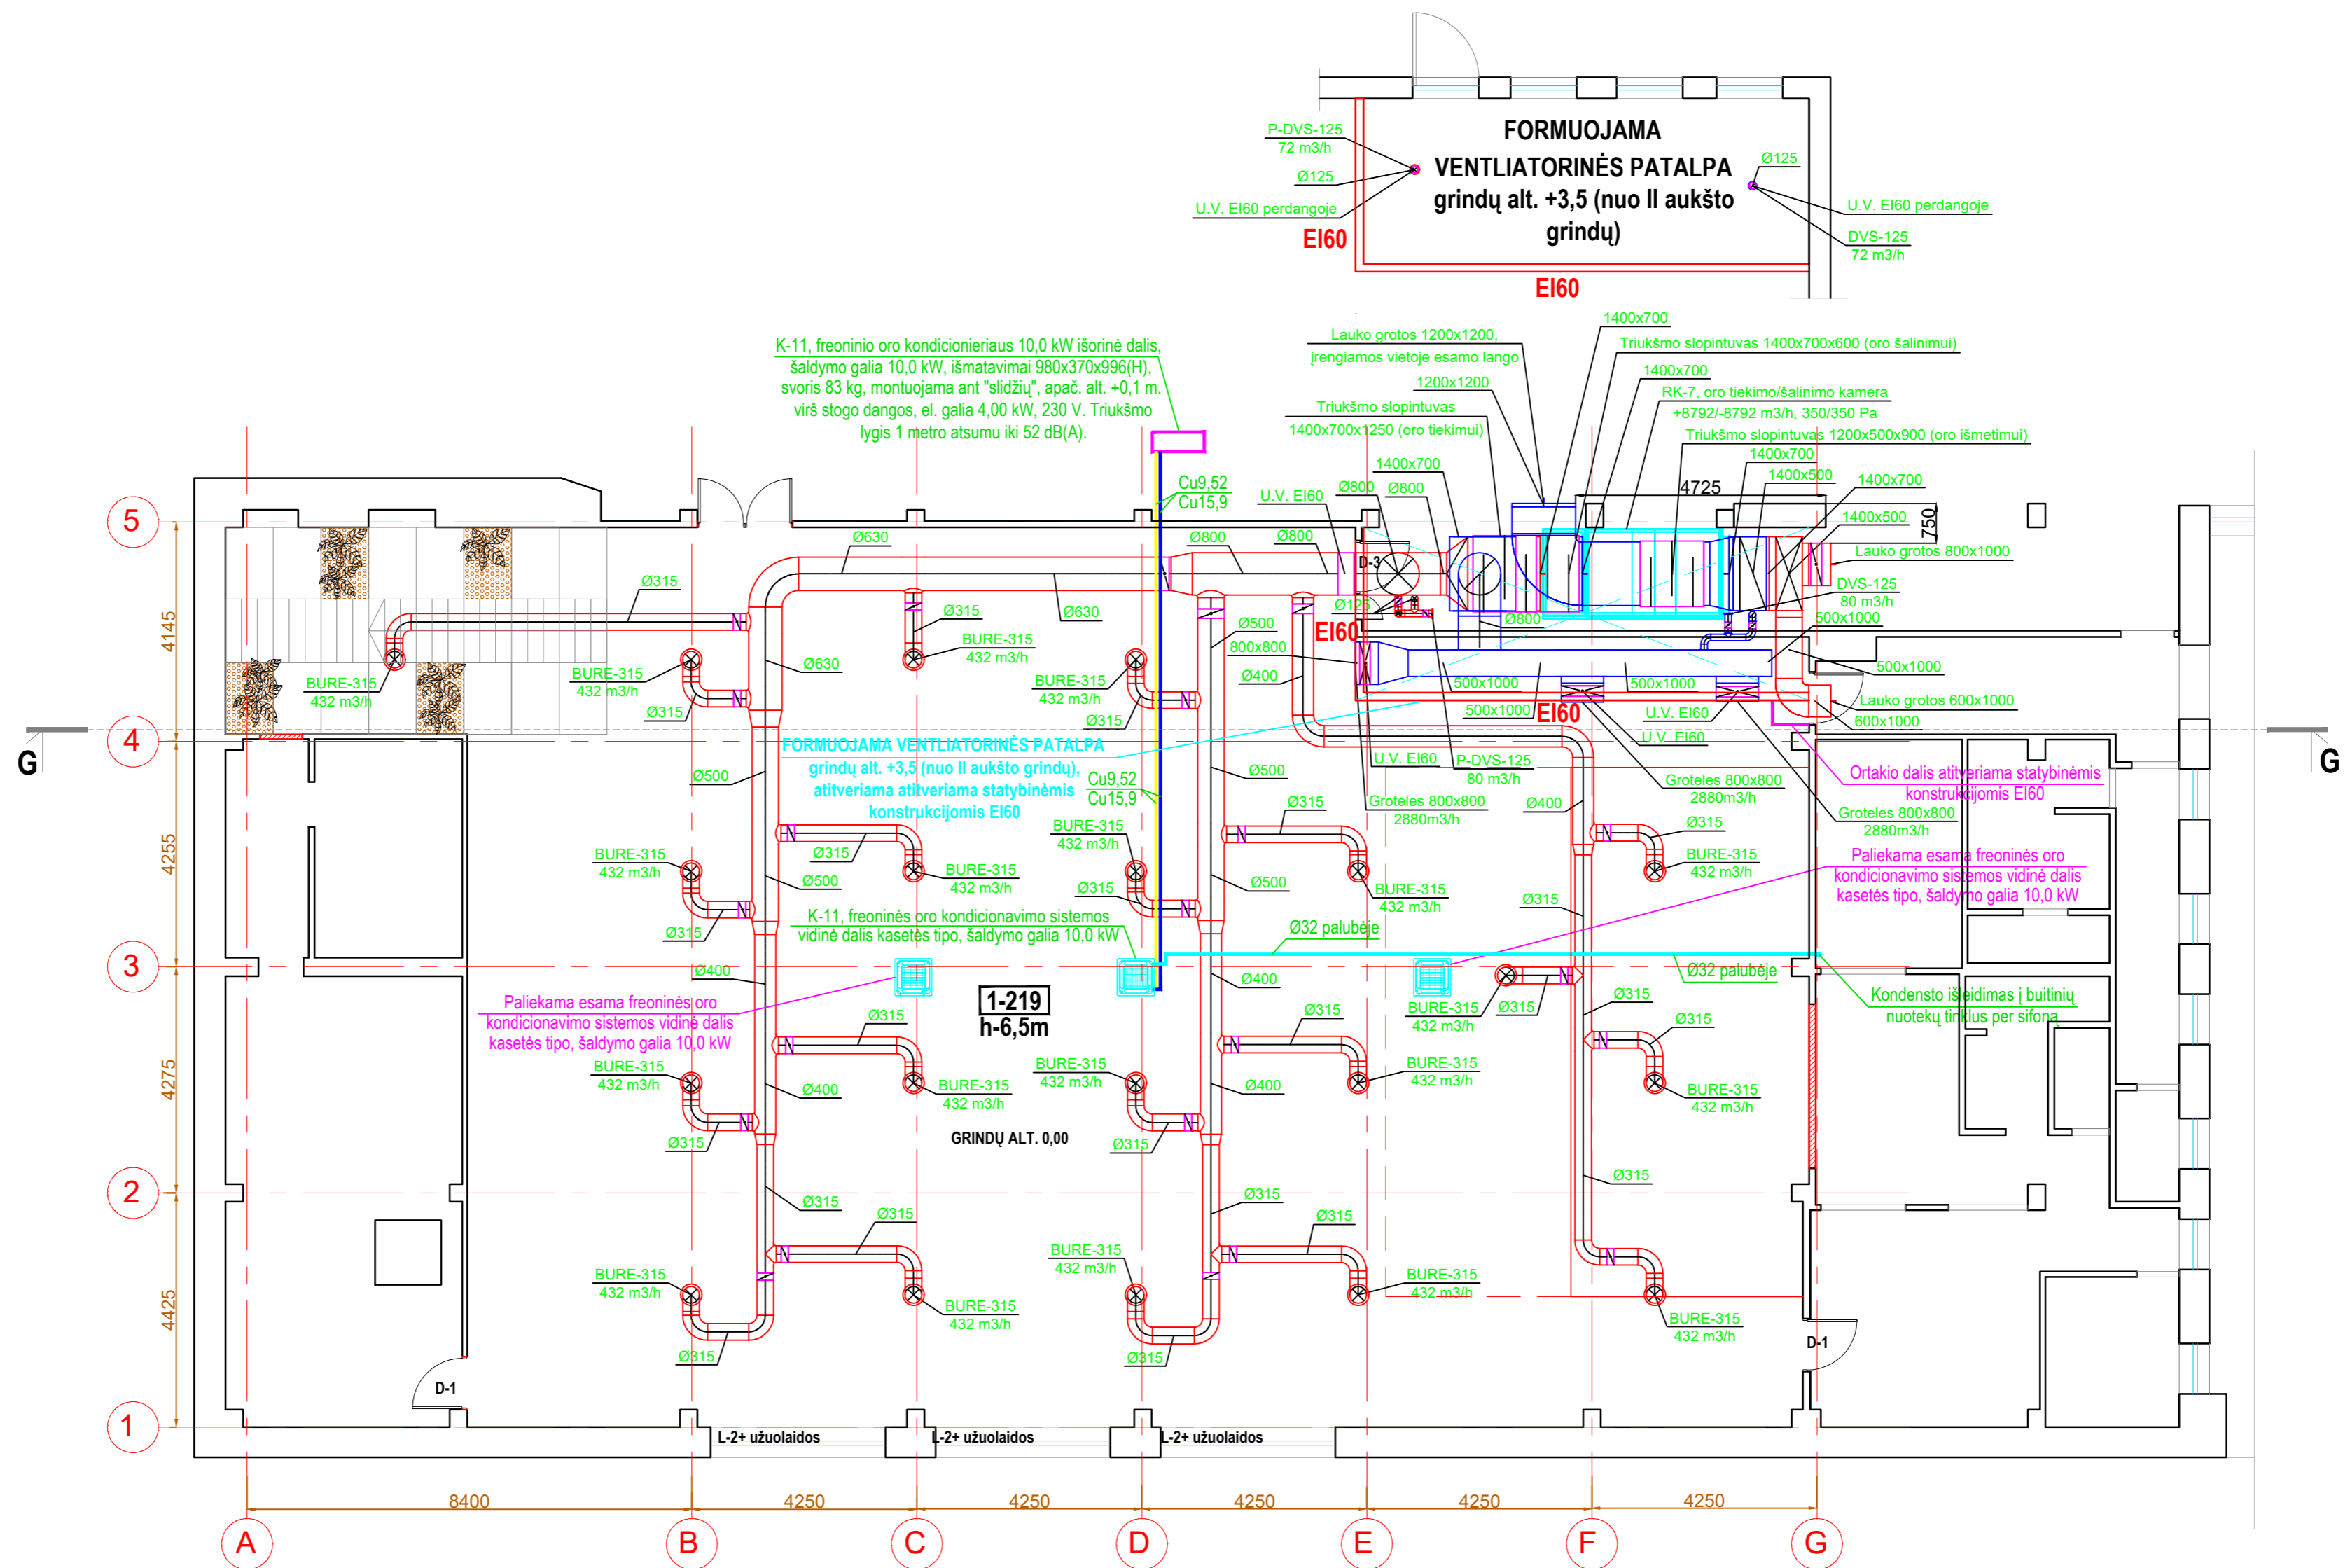 P-DVS-125
72 m3/h
Ø125
U.V. EI60 perdangoje
EI60
FORMUOJAMA
VENTLIATORINĖS PATALPA
grindų alt. +3,5 (nuo II aukšto
grindų)
Ø125
U.V. EI60 perdangoje
DVS-125
72 m3/h
EI60
K-11, freoninio oro kondicionieriaus 10,0 kW išorinė dalis,
šaldymo galia 10,0 kW, išmatavimai 980x370x996(H),
svoris 83 kg, montuojama ant "slidžių", apač. alt. +0,1 m.
virš stogo dangos, el. galia 4,00 kW, 230 V. Triukšmo
lygis 1 metro atsumu iki 52 dB(A).
Lauko grotos 1200x1200,
įrengiamos vietoje esamo lango
1200x1200
Triukšmo slopintuvas
1400x700x1250 (oro tiekimui)
1400x700
1400x700
Triukšmo slopintuvas 1400x700x600 (oro šalinimui)
1400x700
RK-7, oro tiekimo/šalinimo kamera
+8792/-8792 m3/h, 350/350 Pa
Triukšmo slopintuvas 1200x500x900 (oro išmetimui)
1400x700
1400x500
1400x700
1400x500
4725
750
Lauko grotos 800x1000
DVS-125
80 m3/h
500x1000
500x1000
Lauko grotos 600x1000
600x1000
Cu9,52
Cu15,9
U.V. EI60
Ø800
Ø800
5
Ø630
Ø800
Ø800
D-3
Ø315
Ø630
Ø315
Ø125
Ø500
EI60
Ø800
4145
BURE-315
432 m3/h
BURE-315
432 m3/h
Ø630
BURE-315
432 m3/h
BURE-315
432 m3/h
800x800
Ø400
500x1000
500x1000
500x1000
EI60
U.V. EI60
U.V. EI60
Ø315
Ø315
G
4
FORMUOJAMA VENTLIATORINĖS PATALPA
grindų alt. +3,5 (nuo II aukšto grindų),
atitveriama atitveriama statybinėmis
konstrukcijomis EI60
G
Ø500
Cu9,52
Cu15,9
Ø500
U.V. EI60
P-DVS-125
80 m3/h
Groteles 800x800
2880m3/h
Groteles 800x800
2880m3/h
Ortakio dalis atitveriama statybinėmis
konstrukcijomis EI60
Groteles 800x800
2880m3/h
4255
Ø315
Ø400
Ø315
BURE-315
432 m3/h
Ø315
BURE-315
432 m3/h
BURE-315
432 m3/h
BURE-315
432 m3/h
BURE-315
432 m3/h
Paliekama esama freoninės oro
kondicionavimo sistemos vidinė dalis
kasetės tipo, šaldymo galia 10,0 kW
Ø500
Ø315
Ø500
Ø315
Ø315
K-11, freoninės oro kondicionavimo sistemos
vidinė dalis kasetės tipo, šaldymo galia 10,0 kW
Ø32 palubėje
3
Ø400
Ø400
Ø32 palubėje
Paliekama esama freoninės oro
kondicionavimo sistemos vidinė dalis
kasetės tipo, šaldymo galia 10,0 kW
1-219
h-6,5m
BURE-315
432 m3/h
Ø315
Ø315
Kondensto išleidimas į buitinių
nuotekų tinklus per sifoną
4275
Ø315
Ø315
Ø315
BURE-315
432 m3/h
BURE-315
432 m3/h
BURE-315
432 m3/h
BURE-315
432 m3/h
BURE-315
432 m3/h
Ø400
Ø400
Ø315
GRINDŲ ALT. 0,00
Ø315
2
Ø315
Ø315
Ø315
Ø315
Ø315
4425
BURE-315
432 m3/h
BURE-315
432 m3/h
BURE-315
432 m3/h
BURE-315
432 m3/h
BURE-315
432 m3/h
Ø315
Ø315
D-1
D-1
1
L-2+ užuolaidos
L-2+ užuolaidos
L-2+ užuolaidos
8400
4250
4250
4250
4250
4250
A
B
C
D
E
F
G